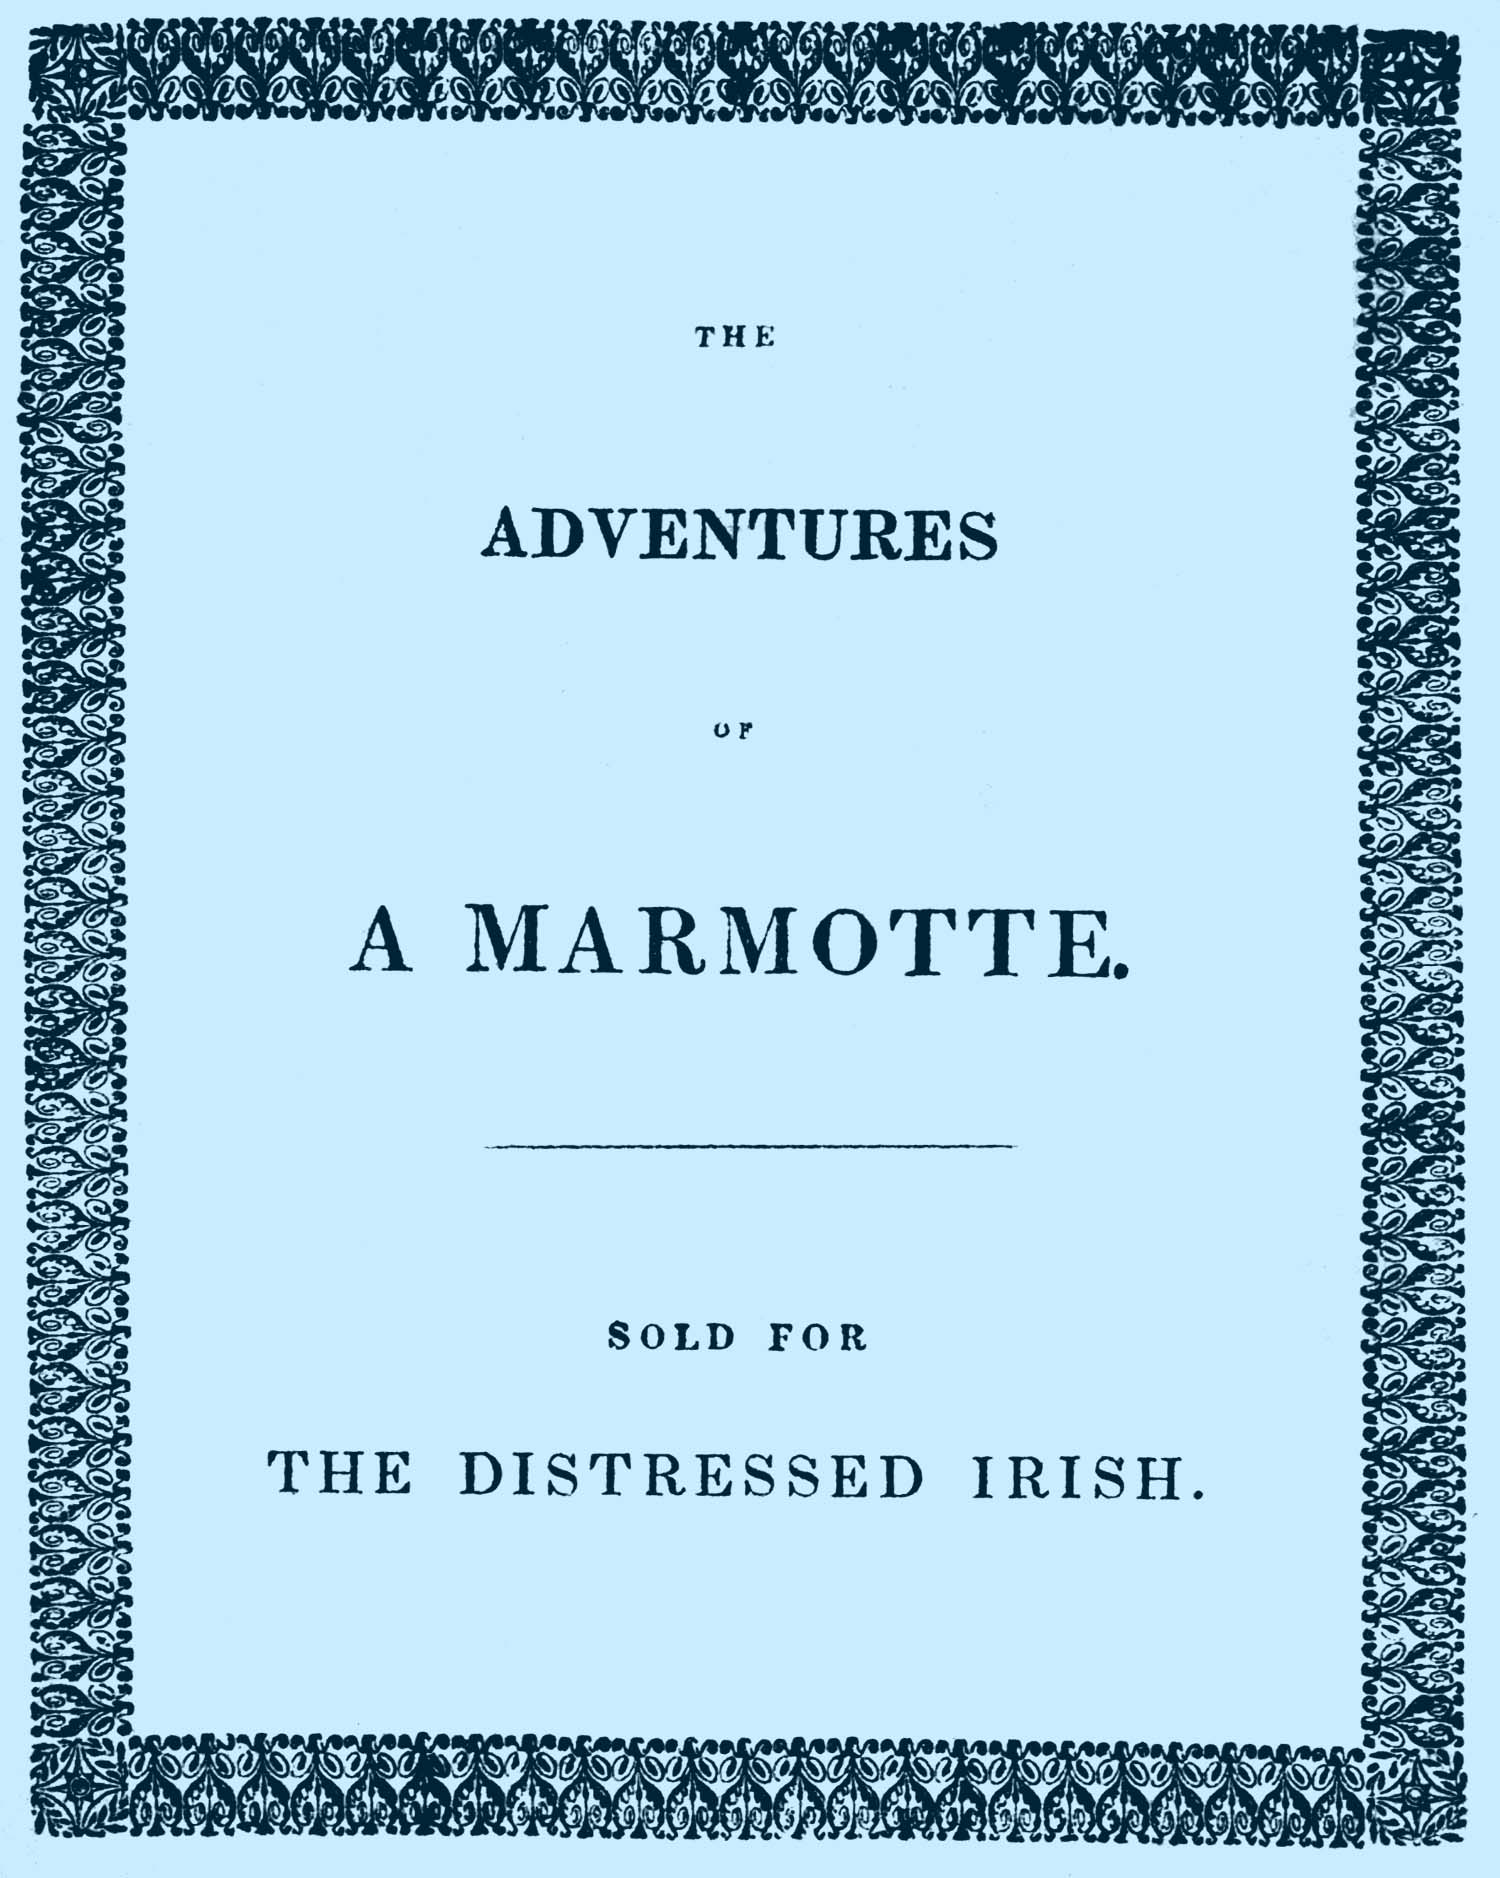 THE
ADVENTURES
OF
A MARMOTTE.
SOLD FOR
THE DISTRESSED IRISH.